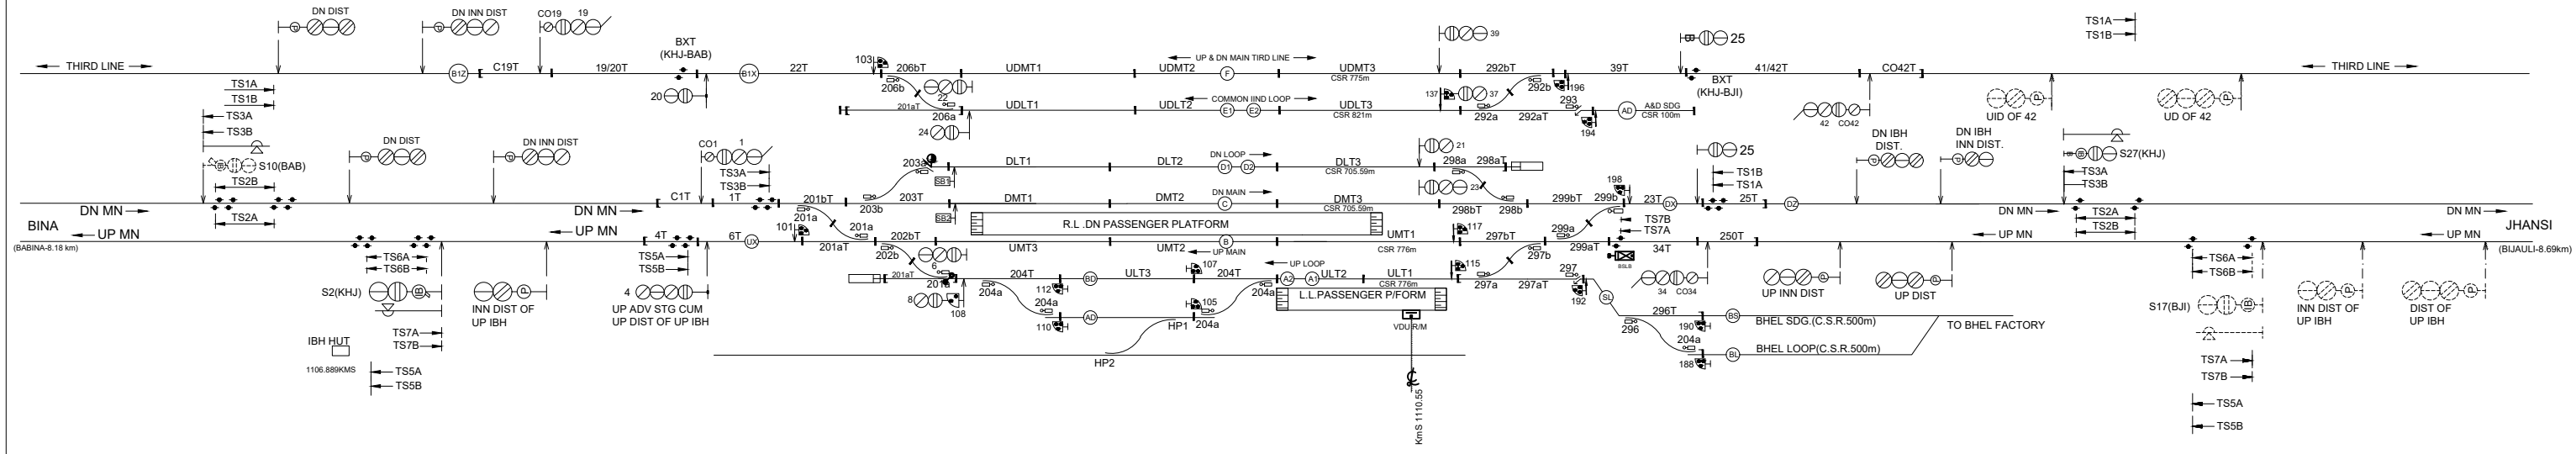 DN DIST
DN INN DIST
CO19
19
BXT
(KHJ-BAB)
103
39
25
TS1A
TS1B
THIRD LINE
B1Z
C19T
19/20T
B1X
22T
206bT
UDMT1
UP & DN MAIN TIRD LINE
UDMT2
F
UDMT3
CSR 775m
292bT
39T
BXT
(KHJ-BJI)
41/42T
CO42T
THIRD LINE
TS1A
TS1B
TS3A
TS3B
20
206b
22
201aT
206a
24
UDLT1
COMMON IIND LOOP
UDLT2
E1
E2
UDLT3
CSR 821m
137
37
292b
196
292a
292aT
293
194
AD
A&D SDG
CSR 100m
42
CO42
UID OF 42
UD OF 42
S10(BAB)
TS2B
TS2A
DN DIST
DN INN DIST
CO1
1
TS3A
TS3B
203a
SB1
DLT1
DLT2
DN LOOP
D1
D2
DLT3
CSR 705.59m
21
298a
298aT
25
TS1B
TS1A
DN IBH
DIST.
DN IBH
INN DIST.
S27(KHJ)
TS3A
TS3B
TS2A
TS2B
DN MN
DN MN
C1T
1T
201bT
201a
203b
203T
SB2
DMT1
DMT2
DN MAIN
C
DMT3
CSR 705.59m
23
298bT
298b
299bT
299b
198
23T
DX
25T
DZ
DN MN
DN MN
BINA
(BABINA-8.18 km)
UP MN
UP MN
R.L .DN PASSENGER PLATFORM
JHANSI
(BIJAULI-8.69km)
UP MN
UP MN
4T
6T
UX
101
201aT
201a
202bT
202b
UMT3
UMT2
B
UP MAIN
UMT1
CSR 776m
117
297bT
297b
299a
299aT
TS7B
TS7A
34T
250T
BSLB
TS6A
TS6B
TS5A
TS5B
TS6A
TS6B
6
201aT
201a
8
108
204T
204a
BD
ULT3
107
204T
204a
UP LOOP
A2
A1
ULT2
ULT1
CSR 776m
115
297a
297aT
297
192
SL
34
CO34
UP INN DIST
UP DIST
S2(KHJ)
INN DIST OF
UP IBH
4
UP ADV STG CUM
UP DIST OF UP IBH
112
204a
110
AD
105
204a
HP1
HP2
L.L.PASSENGER P/FORM
VDU R/M
KmS 1110.55
296T
296
190
204a
188
BS
BHEL SDG.(C.S.R.500m)
BL
BHEL LOOP(C.S.R.500m)
TO BHEL FACTORY
S17(BJI)
INN DIST OF
UP IBH
DIST OF
UP IBH
TS7A
TS7B
IBH HUT
1106.889KMS
TS5A
TS5B
TS7A
TS7B
TS5A
TS5B